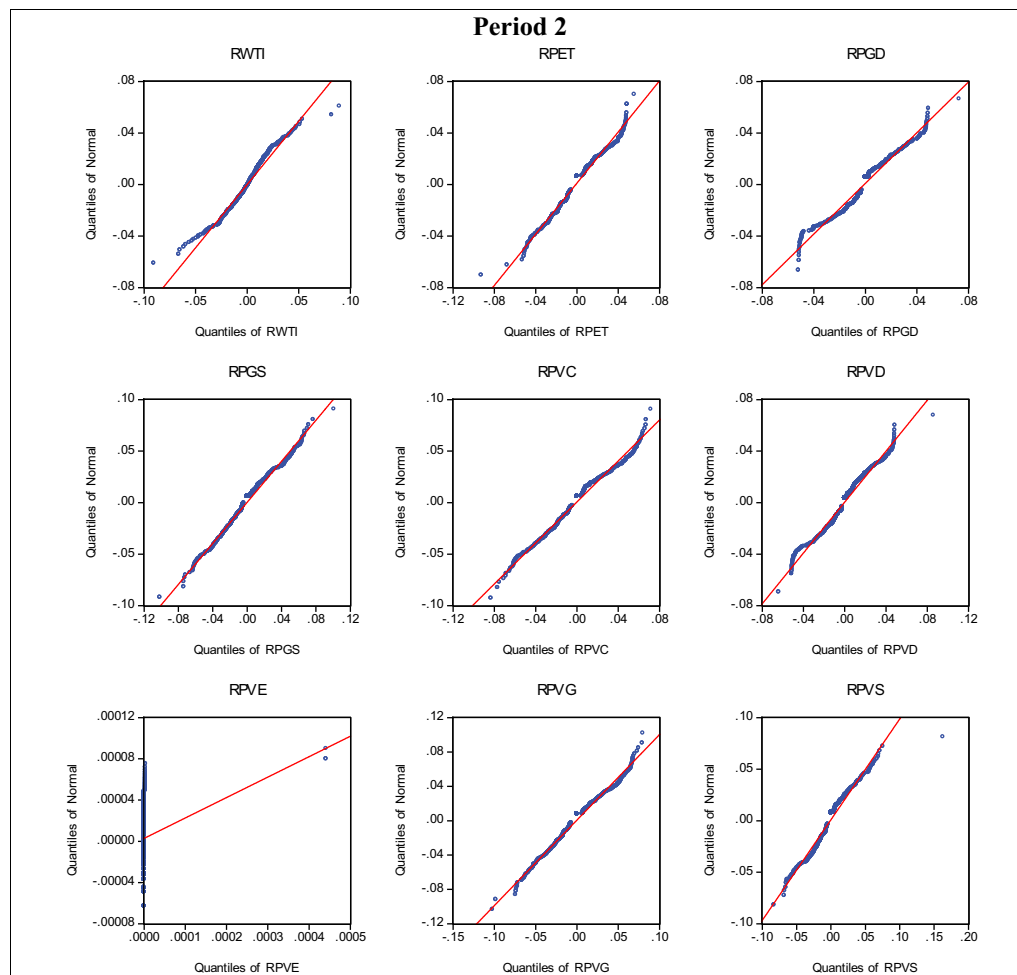 Period 2
RWTI
RPET
RPGD
.08
.04
.00
-.04
-.08
Quantiles of Normal
-.10 -.05 .00 .05 .10
Quantiles of RWTI
.08
.04
.00
-.04
-.08
Quantiles of Normal
-.12 -.08 -.04 .00 .04 .08
Quantiles of RPET
.08
.04
.00
-.04
-.08
Quantiles of Normal
-.08 -.04 .00 .04 .08
Quantiles of RPGD
RPGS
RPVC
RPVD
.10
.05
.00
-.05
-.10
Quantiles of Normal
-.12 -.08 -.04 .00 .04 .08 .12
Quantiles of RPGS
.10
.05
.00
-.05
-.10
Quantiles of Normal
-.12 -.08 -.04 .00 .04 .08
Quantiles of RPVC
.08
.04
.00
-.04
-.08
Quantiles of Normal
-.08 -.04 .00 .04 .08 .12
Quantiles of RPVD
RPVE
RPVG
RPVS
.00012
.00008
.00004
.00000
-.00004
-.00008
Quantiles of Normal
.0000 .0001 .0002 .0003 .0004 .0005
Quantiles of RPVE
.12
.08
.04
.00
-.04
-.08
-.12
Quantiles of Normal
-.15 -.10 -.05 .00 .05 .10
Quantiles of RPVG
.10
.05
.00
-.05
-.10
Quantiles of Normal
-.10 -.05 .00 .05 .10 .15 .20
Quantiles of RPVS